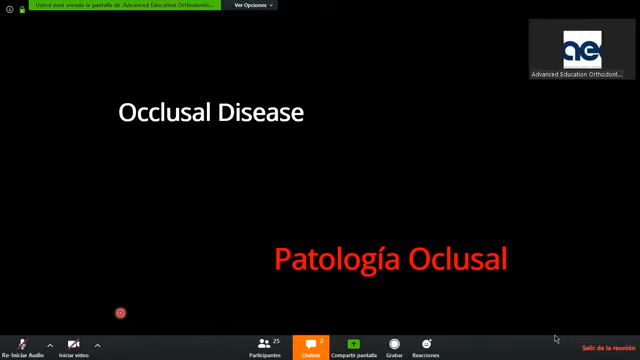 Usted está viendo la pantalla de Advanced Education Orthodontic...
Ver Opciones
ae
Advanced Education Orthodont...
Occlusal Disease
Patología Oclusal
Re-Iniciar Audio
Iniciar video
25
Participantes
2
Chatear
Compartir pantalla
Grabar
Reacciones
Salir de la reunión